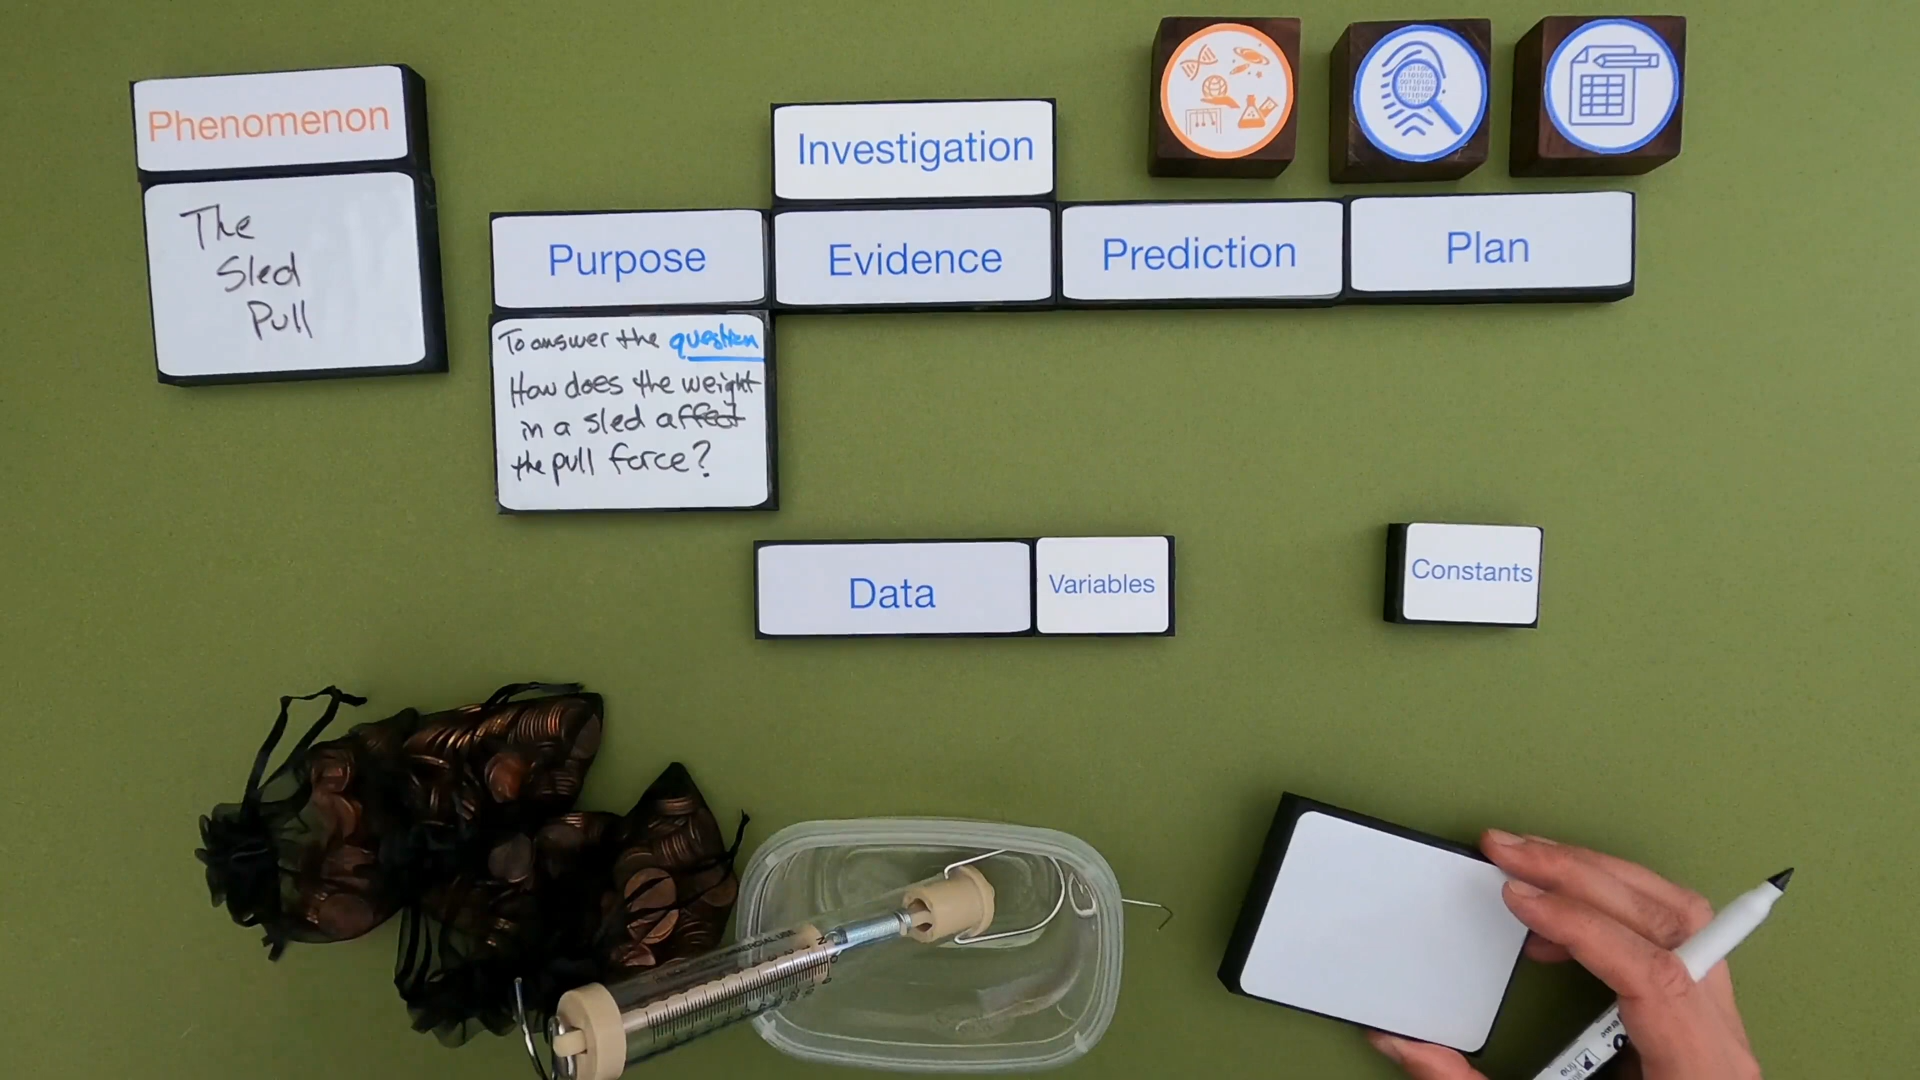 Phenomenon
The
Sled
Pull
Investigation
Purpose
Evidence
Prediction
Plan
To answer the question
How does the weight
in a sled affect
the pull force?
Data
Variables
Constants